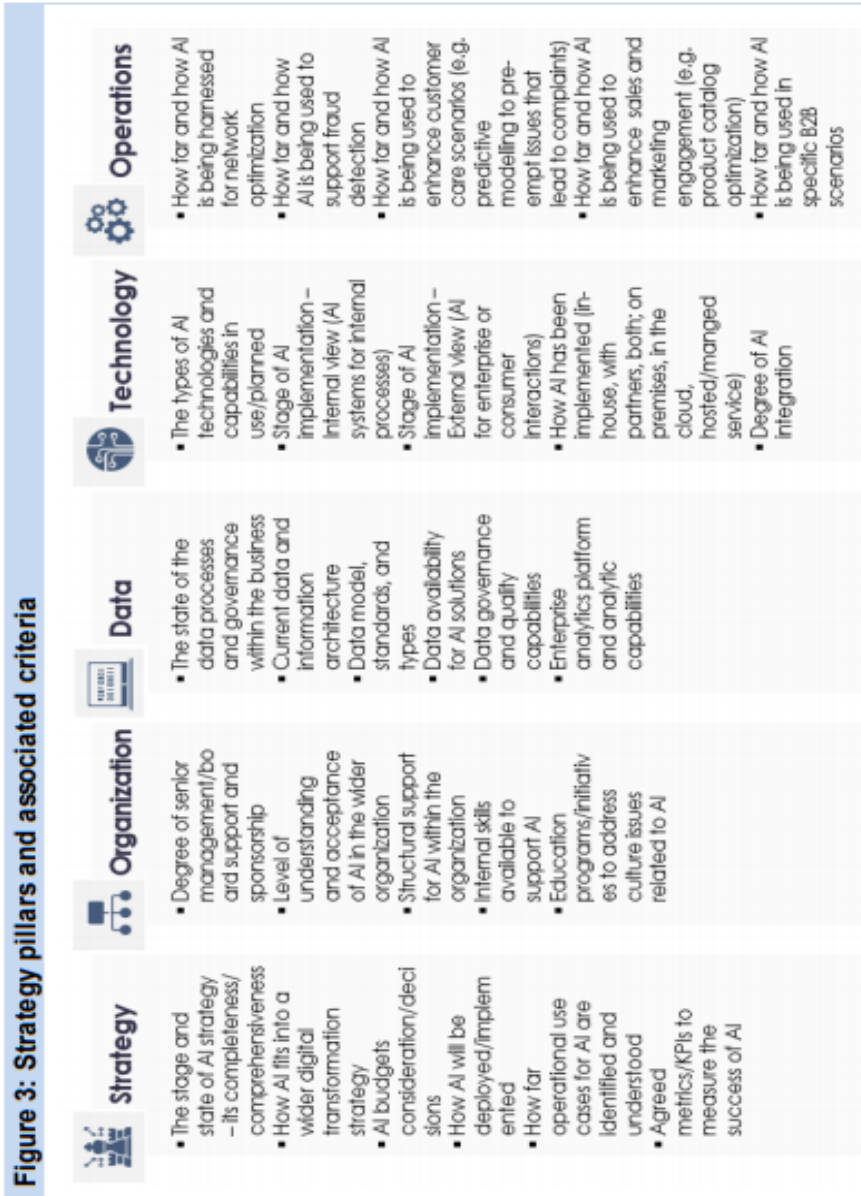 Figure 3: Strategy pillars and associated criteria
Strategy
▪ The stage and
state of AI strategy
– its completeness/
comprehensiveness
▪ How AI fits into a
wider digital
transformation
strategy
▪ AI budgets
consideration/deci
sions
▪ How AI will be
deployed/implem
ented
▪ How far
operational use
cases for AI are
identified and
understood
▪ Agreed
metrics/KPIs to
measure the
success of AI
Organization
▪ Degree of senior
management/bo
ard support and
sponsorship
▪ Level of
understanding
and acceptance
of AI in the wider
organization
▪ Structural support
for AI within the
organization
▪ Internal skills
available to
support AI
▪ Education
programs/initiativ
es to address
culture issues
related to AI
Data
▪ The state of the
data processes
and governance
within the business
▪ Current data and
information
architecture
▪ Data model,
standards, and
types
▪ Data availability
for AI solutions
▪ Data governance
and quality
capabilities
▪ Enterprise
analytics platform
and analytic
capabilities
Technology
▪ The types of AI
technologies and
capabilities in
use/planned
▪ Stage of AI
implementation –
Internal view (AI
systems for internal
processes)
▪ Stage of AI
implementation –
External view (AI
for enterprise or
consumer
interactions)
▪ How AI has been
implemented (in-
house, with
partners, both; on
premises, in the
cloud,
hosted/manged
service)
▪ Degree of AI
integration
Operations
▪ How far and how AI
is being harnessed
for network
optimization
▪ How far and how
AI is being used to
support fraud
detection
▪ How far and how AI
is being used to
enhance customer
care scenarios (e.g.
predictive
modelling to pre-
empt issues that
lead to complaints)
▪ How far and how AI
is being used to
enhance sales and
marketing
engagement (e.g.
product catalog
optimization)
▪ How far and how AI
is being used in
specific B2B
scenarios